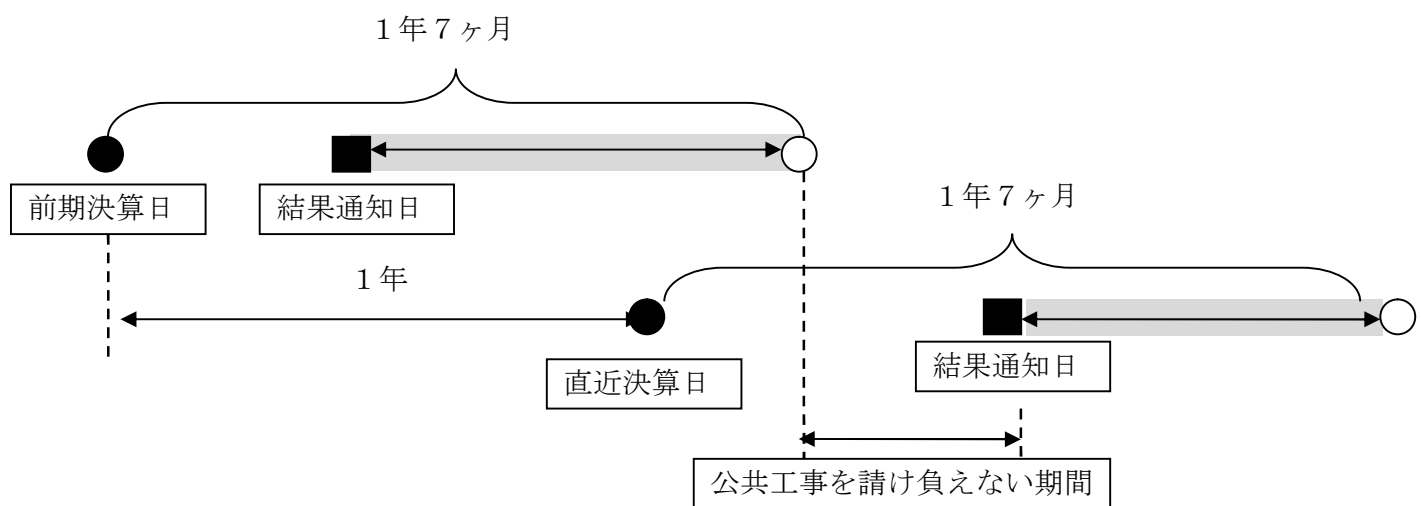 １年７ヶ月
前期決算日
結果通知日
１年７ヶ月
１年
直近決算日
結果通知日
公共工事を請け負えない期間